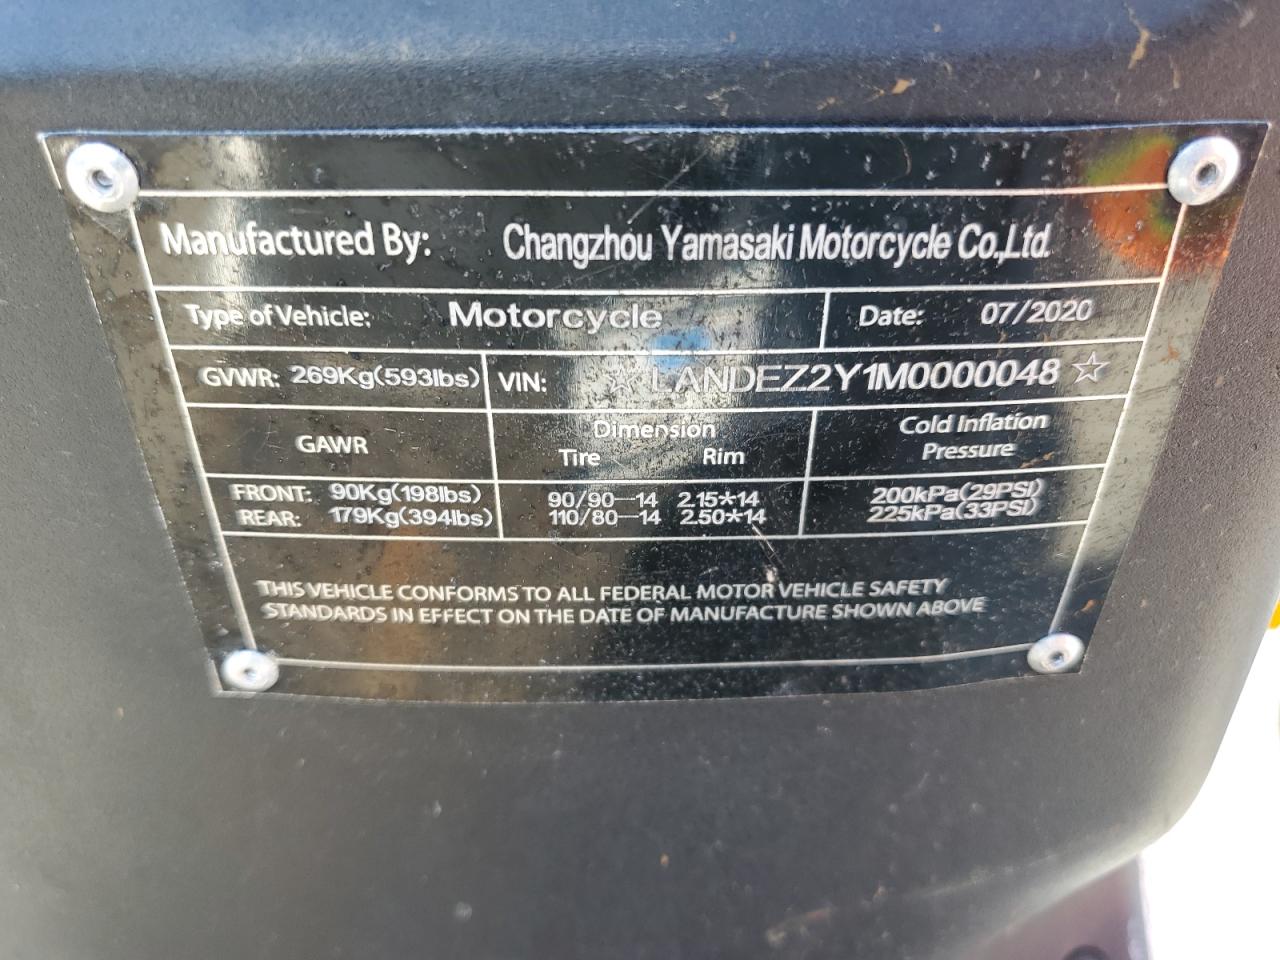 Manufactured By: Changzhou Yamasaki Motorcycle Co.,Ltd.
Type of Vehicle: Motorcycle Date: 07/2020
GVWR: 269Kg(593lbs) VIN: ☆ LANDEZ2Y1M0000048 ☆
GAWR Dimension Cold Inflation
Tire Rim Pressure
FRONT: 90Kg(198lbs) 90/90—14 2.15*14 200kPa(29PSI)
REAR: 179Kg(394lbs) 110/80—14 2.50*14 225kPa(33PSI)
THIS VEHICLE CONFORMS TO ALL FEDERAL MOTOR VEHICLE SAFETY
STANDARDS IN EFFECT ON THE DATE OF MANUFACTURE SHOWN ABOVE